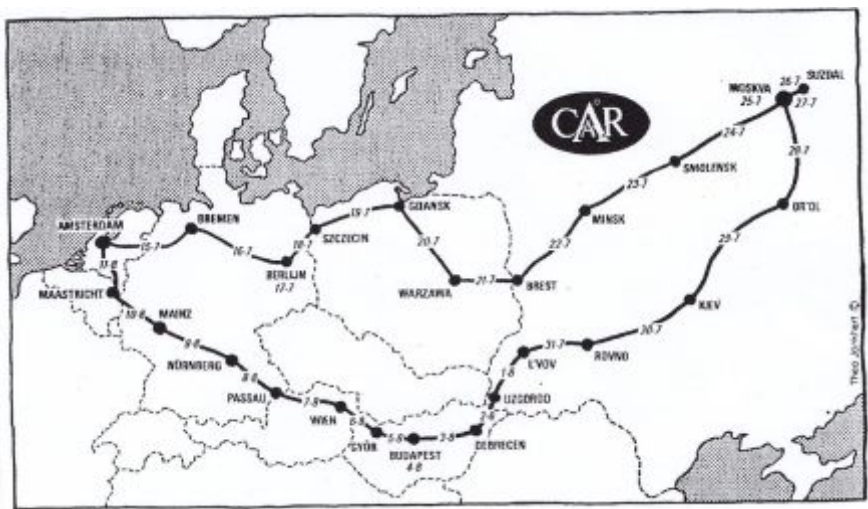 26-7
SUZDAL
MOSKVA
25-7
27-7
CAAR
24-7
28-7
SMOLENSK
23-7
GDANSK
19-7
OR'OL
MINSK
BREMEN
AMSTERDAM
SZCZECIN
18-7
15-7
16-7
20-7
22-7
29-7
BERLIJN
17-7
11-8
WARZAWA
21-7
BREST
MAASTRICHT
10-8
KIEV
MAINZ
30-7
9-8
L'VOV
31-7
ROVNO
NÜRNBERG
8-8
1-8
PASSAU
7-8
UZGOROD
WIEN
6-8
2-8
GYÖR
5-8
3-8
DEBRECEN
BUDAPEST
4-8
Theo Jornhert ©